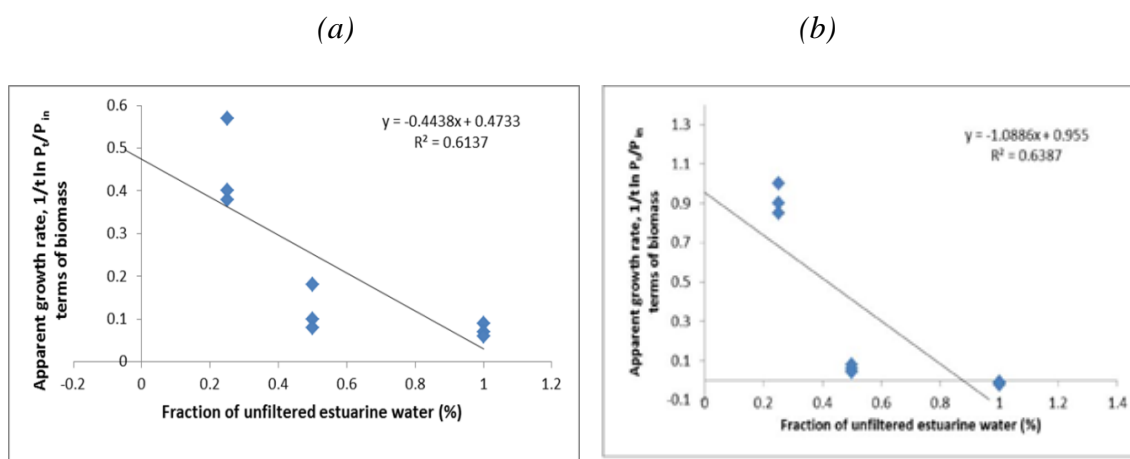 (a)
(b)
Apparent growth rate, 1/t ln Pt/Pin
terms of biomass
0.6
0.5
0.4
0.3
0.2
0.1
0
y = -0.4438x + 0.4733
R² = 0.6137
-0.2 0 0.2 0.4 0.6 0.8 1 1.2
Fraction of unfiltered estuarine water (%)
Apparent growth rate, 1/t ln Pt/Pin
terms of biomass
1.3
1.1
0.9
0.7
0.5
0.3
0.1
-0.1
y = -1.0886x + 0.955
R² = 0.6387
0 0.2 0.4 0.6 0.8 1 1.2 1.4
Fraction of unfiltered estuarine water (%)